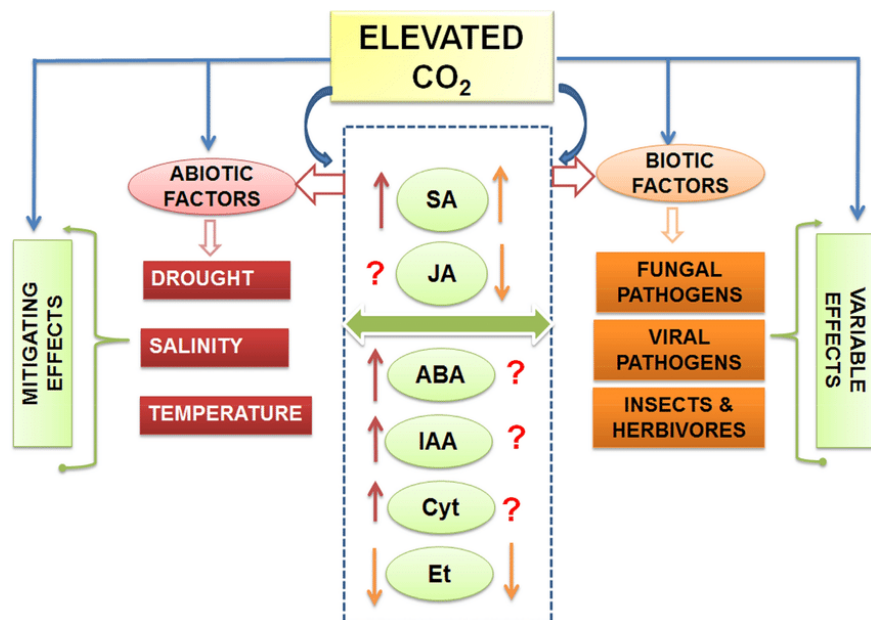 ELEVATED
CO₂
ABIOTIC
FACTORS
BIOTIC
FACTORS
SA
? JA
DROUGHT
SALINITY
TEMPERATURE
MITIGATING
EFFECTS
ABA ?
IAA ?
Cyt ?
Et
FUNGAL
PATHOGENS
VIRAL
PATHOGENS
INSECTS &
HERBIVORES
VARIABLE
EFFECTS